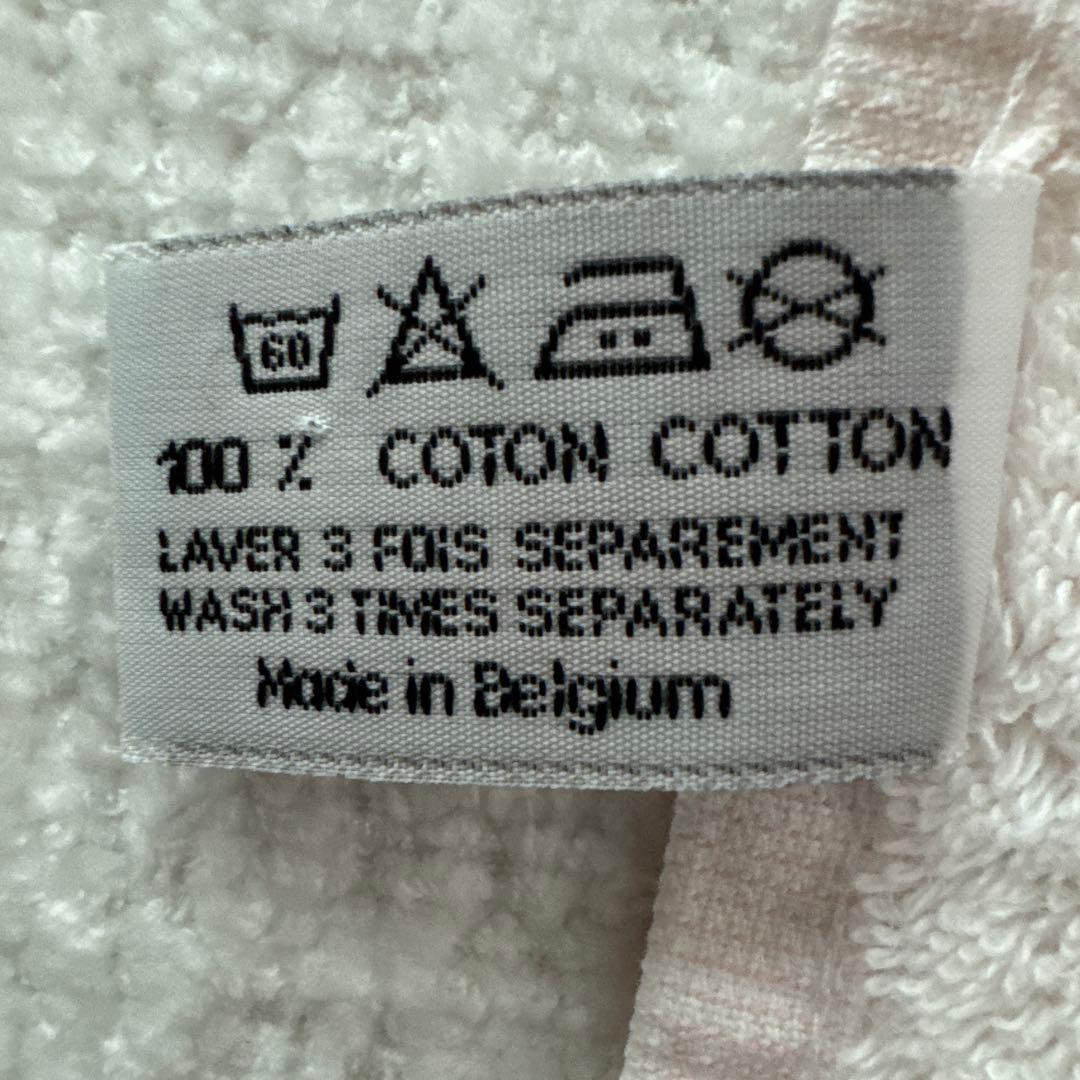 60
100 % COTON COTTON
LAVER 3 FOIS SEPAREMENT
WASH 3 TIMES SEPARATELY
Made in Belgium